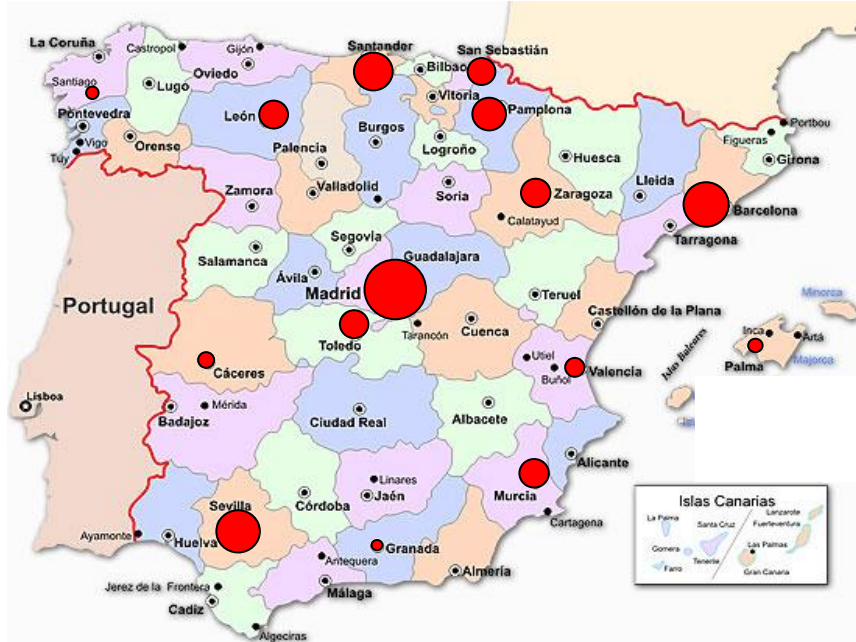 La Coruña
Castropol
Gijón
Santander
San Sebastián
Santiago
Lugo
Oviedo
Bilbao
Vitoria
Pontevedra
León
Pamplona
Portbou
Vigo
Orense
Palencia
Burgos
Logroño
Huesca
Figueras
Túy
Girona
Zamora
Valladolid
Soria
Zaragoza
Lleida
Calatayud
Barcelona
Salamanca
Segovia
Guadalajara
Tarragona
Ávila
Portugal
Madrid
Teruel
Minorca
Castellón de la Plana
Toledo
Tarancón
Cuenca
Islas Baleares
Inca
Artá
Cáceres
Utiel
Valencia
Palma
Majorca
Buñol
Lisboa
Badajoz
Mérida
Ciudad Real
Albacete
Alicante
Sevilla
Linares
Murcia
Islas Canarias
Córdoba
Jaén
Cartagena
La Palma
Santa Cruz
Lanzarote
Fuerteventura
Ayamonte
Huelva
Granada
Antequera
Gomera
Las Palmas
Ferro
Tenerife
Gran Canaria
Jerez de la Frontera
Málaga
Almería
Cadiz
Algeciras